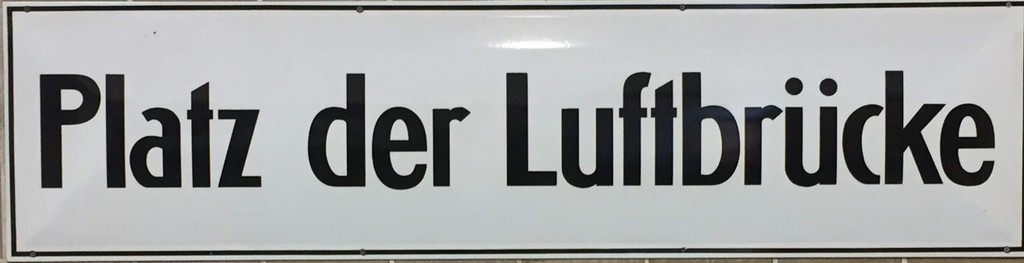 Platz der Luftbrücke